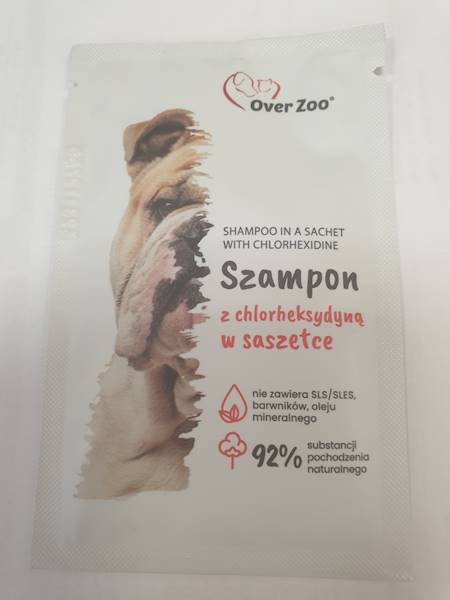 Over Zoo®
SHAMPOO IN A SACHET
WITH CHLORHEXIDINE
Szampon
z chlorheksydyną
w saszetce
nie zawiera SLS/SLES,
barwników, oleju
mineralnego
92% substancji
pochodzenia
naturalnego